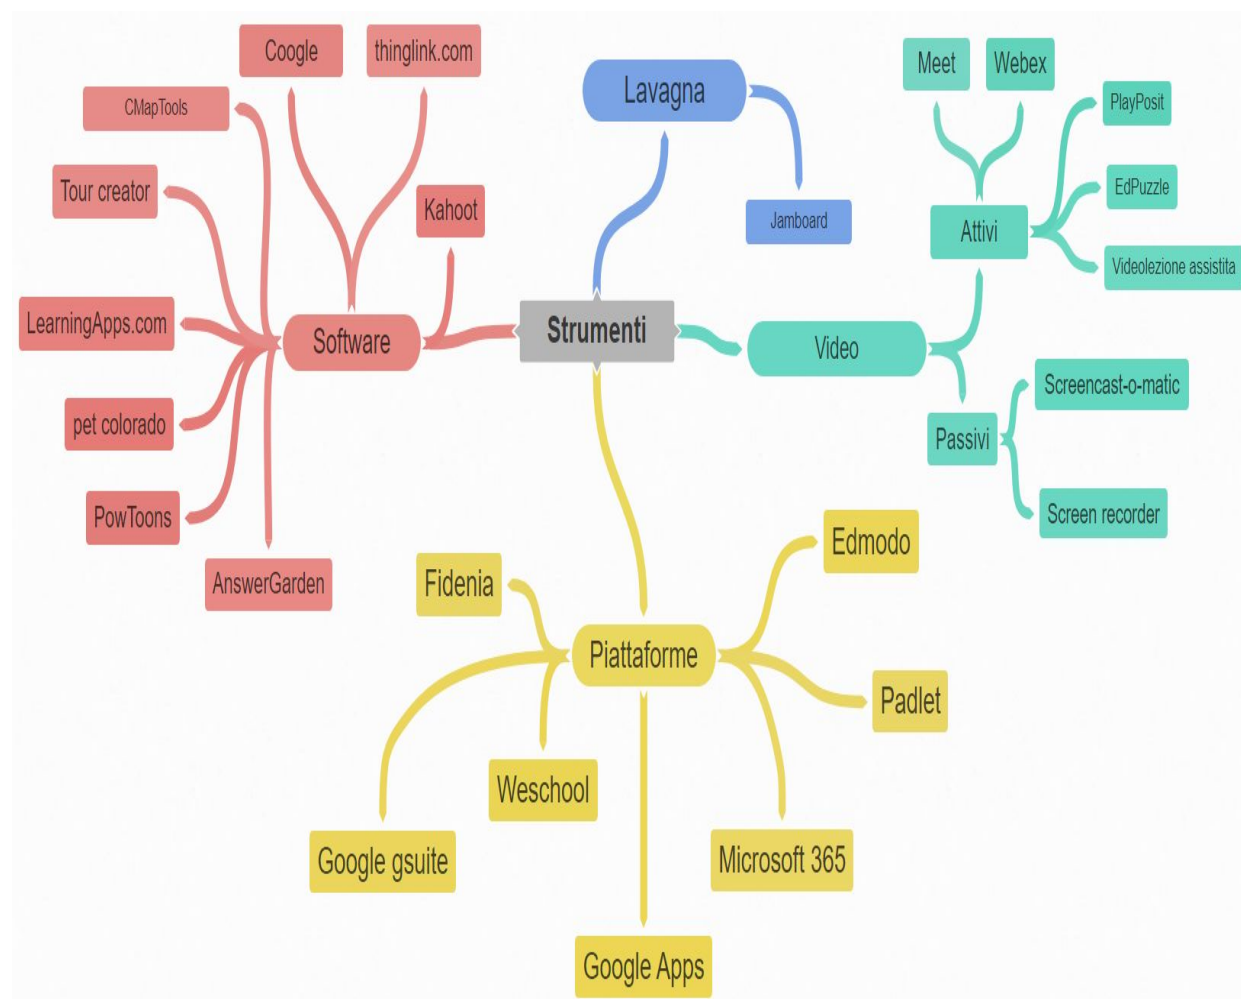 Coogle
thinglink.com
CMapTools
Tour creator
Kahoot
LearningApps.com
Software
pet colorado
PowToons
AnswerGarden
Lavagna
Jamboard
Strumenti
Meet
Webex
PlayPosit
EdPuzzle
Attivi
Videolezione assistita
Video
Screencast-o-matic
Passivi
Screen recorder
Edmodo
Fidenia
Piattaforme
Padlet
Weschool
Google gsuite
Microsoft 365
Google Apps